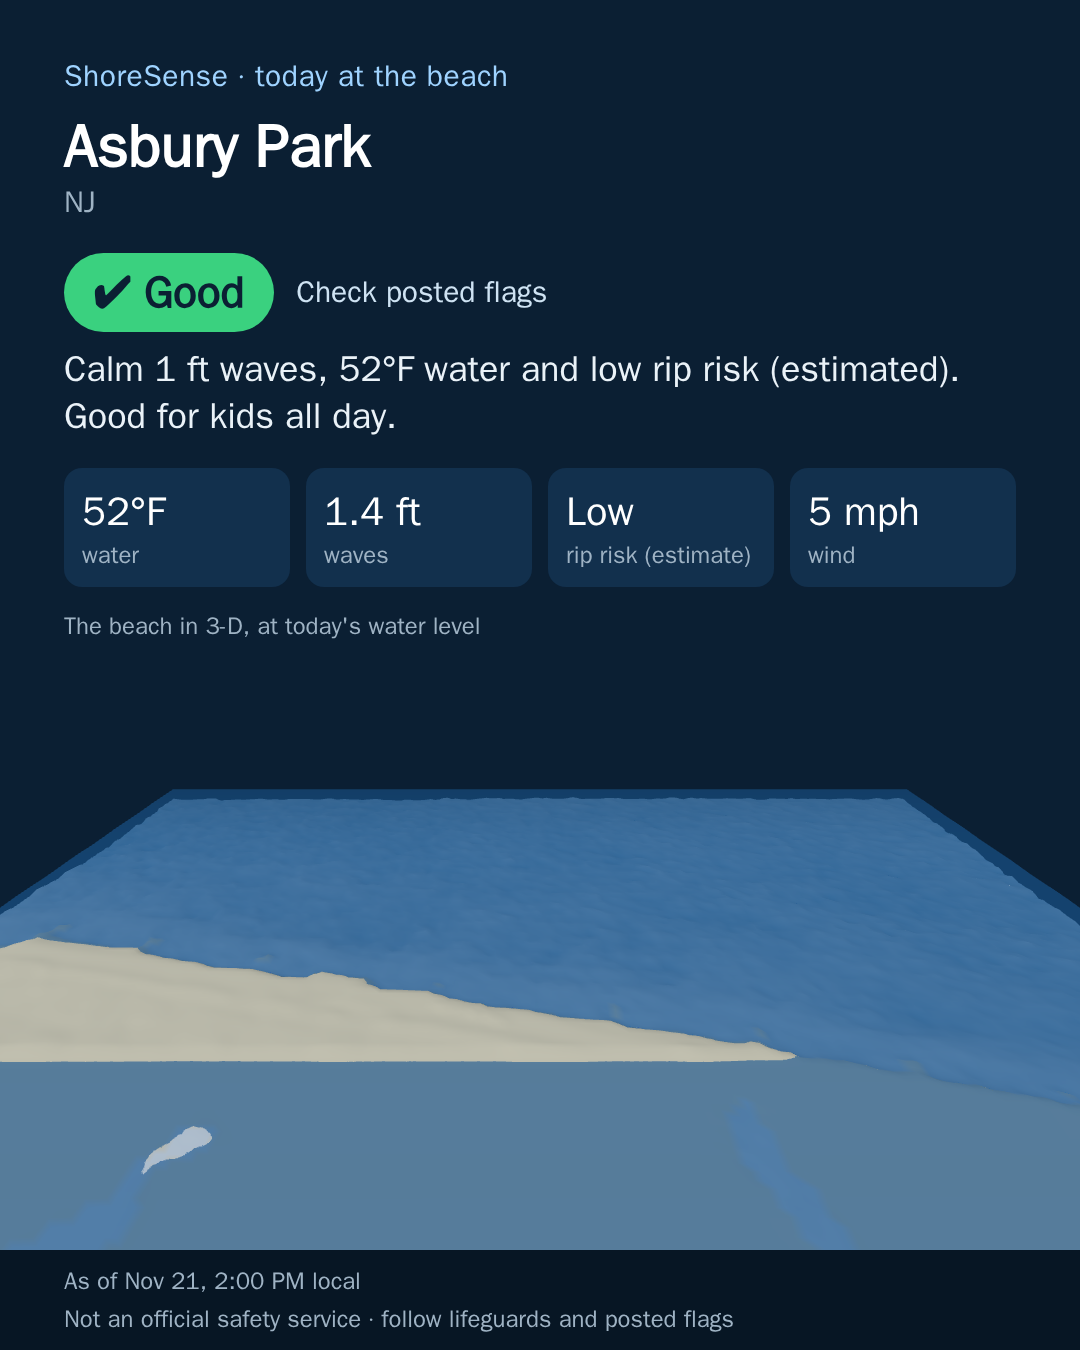 ShoreSense · today at the beach
Asbury Park
NJ
✔ Good
Check posted flags
Calm 1 ft waves, 52°F water and low rip risk (estimated).
Good for kids all day.
52°F
water
1.4 ft
waves
Low
rip risk (estimate)
5 mph
wind
The beach in 3-D, at today's water level
As of Nov 21, 2:00 PM local
Not an official safety service · follow lifeguards and posted flags